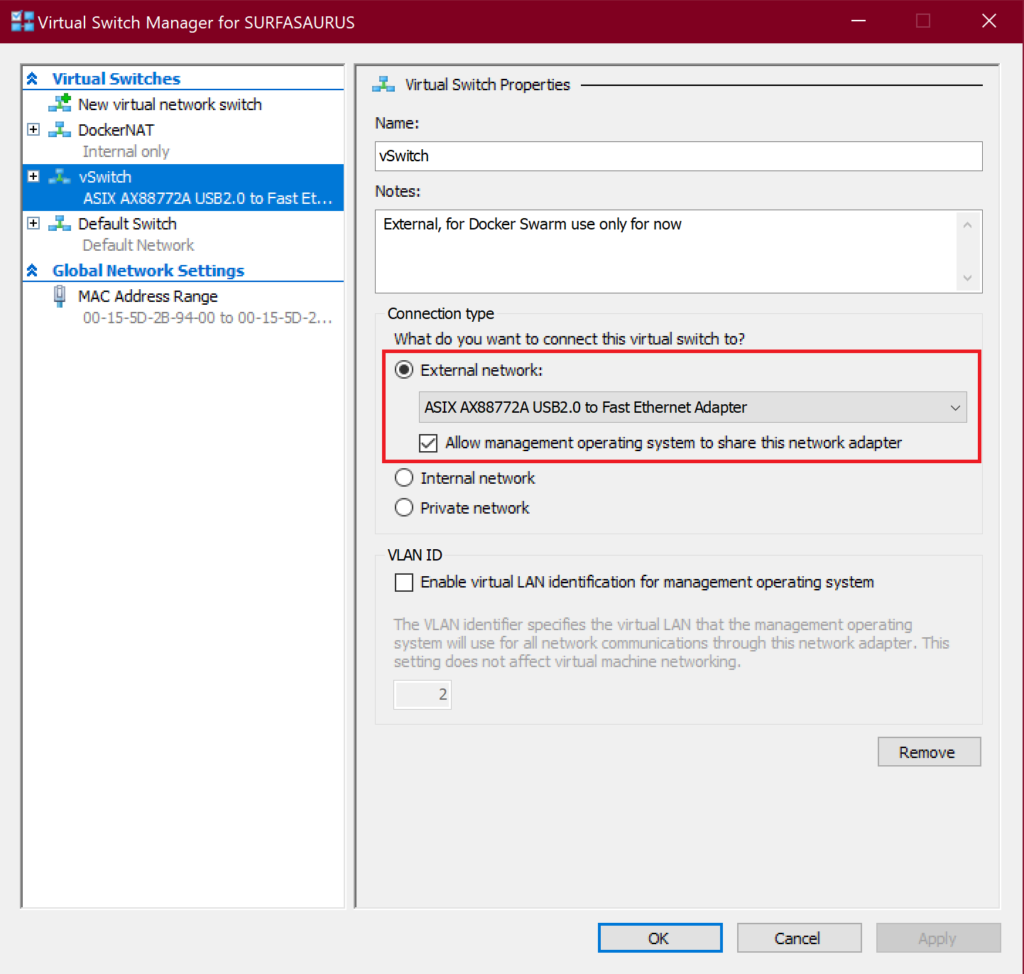 Virtual Switch Manager for SURFASAURUS
Virtual Switches
New virtual network switch
DockerNAT
Internal only
vSwitch
ASIX AX88772A USB2.0 to Fast Et...
Default Switch
Default Network
Global Network Settings
MAC Address Range
00-15-5D-2B-94-00 to 00-15-5D-2...
Virtual Switch Properties
Name:
vSwitch
Notes:
External, for Docker Swarm use only for now
Connection type
What do you want to connect this virtual switch to?
External network:
ASIX AX88772A USB2.0 to Fast Ethernet Adapter
Allow management operating system to share this network adapter
Internal network
Private network
VLAN ID
Enable virtual LAN identification for management operating system
The VLAN identifier specifies the virtual LAN that the management operating
system will use for all network communications through this network adapter. This
setting does not affect virtual machine networking.
2
Remove
OK
Cancel
Apply